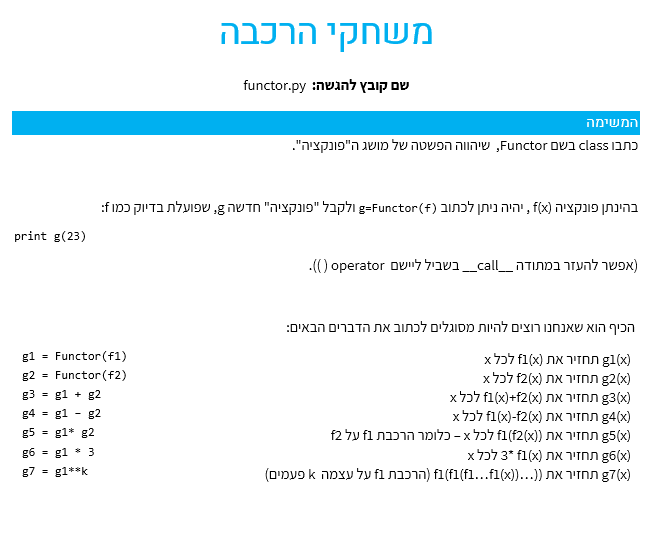 משחקי הרכבה
שם קובץ להגשה: functor.py
המשימה
כתבו class בשם Functor, שיהווה הפשטה של מושג ה"פונקציה".
בהינתן פונקציה f(x) , יהיה ניתן לכתוב g=Functor(f) ולקבל "פונקציה" חדשה g, שפועלת בדיוק כמו f:
print g(23)
(אפשר להעזר במתודה __call__ בשביל ליישם operator ( )).
הכיף הוא שאנחנו רוצים להיות מסוגלים לכתוב את הדברים הבאים:
g1(x) תחזיר את f1(x) לכל x
g1 = Functor(f1)
g2(x) תחזיר את f2(x) לכל x
g2 = Functor(f2)
g3(x) תחזיר את f1(x)+f2(x) לכל x
g3 = g1 + g2
g4(x) תחזיר את f1(x)-f2(x) לכל x
g4 = g1 – g2
g5(x) תחזיר את f1(f2(x)) לכל x – כלומר הרכבת f1 על f2
g5 = g1* g2
g6(x) תחזיר את 3* f1(x) לכל x
g6 = g1 * 3
g7(x) תחזיר את f1(f1(f1…f1(x))…)) (הרכבת f1 על עצמה k פעמים)
g7 = g1**k